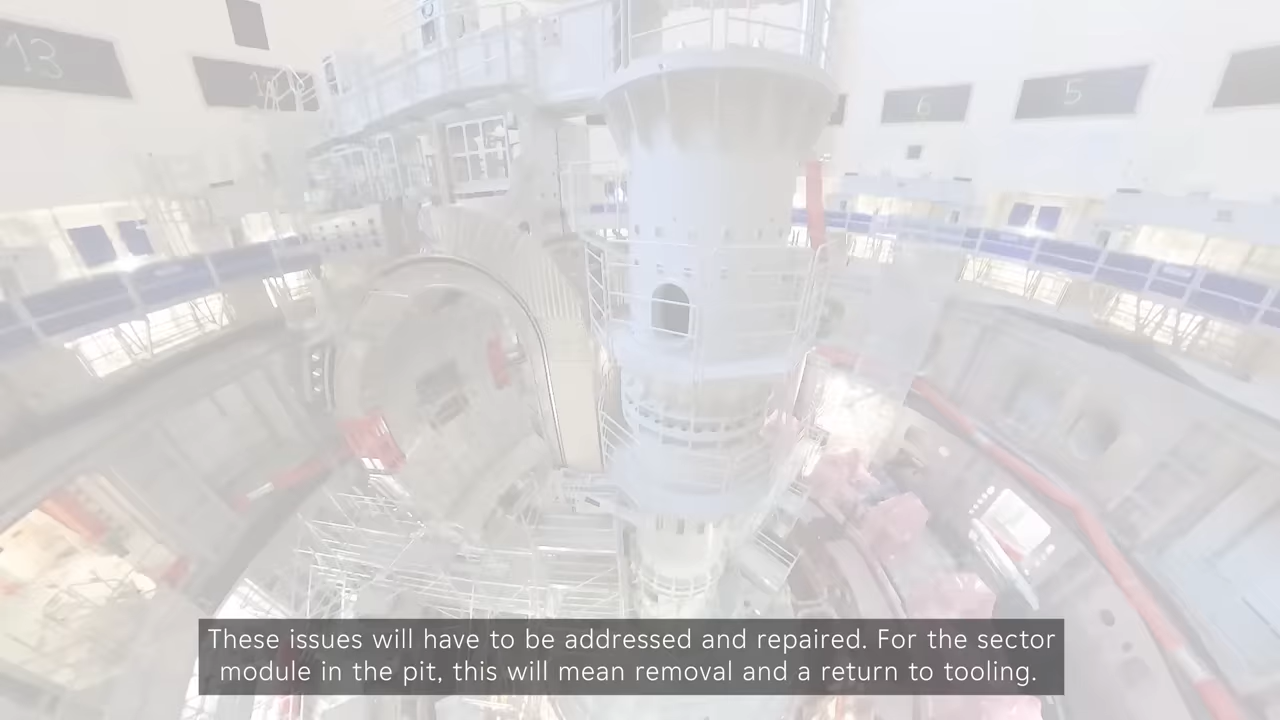 13
6
5
These issues will have to be addressed and repaired. For the sector
module in the pit, this will mean removal and a return to tooling.